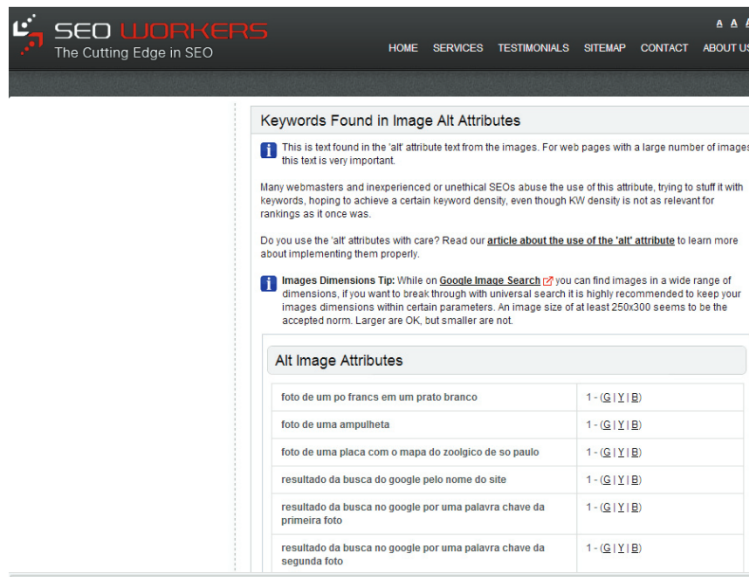 SEO WORKERS
The Cutting Edge in SEO
A A A
HOME SERVICES TESTIMONIALS SITEMAP CONTACT ABOUT US
Keywords Found in Image Alt Attributes
This is text found in the 'alt' attribute text from the images. For web pages with a large number of images
this text is very important.
Many webmasters and inexperienced or unethical SEOs abuse the use of this attribute, trying to stuff it with
keywords, hoping to achieve a certain keyword density, even though KW density is not as relevant for
rankings as it once was.
Do you use the 'alt' attributes with care? Read our article about the use of the 'alt' attribute to learn more
about implementing them properly.
Images Dimensions Tip: While on Google Image Search you can find images in a wide range of
dimensions, if you want to break through with universal search it is highly recommended to keep your
images dimensions within certain parameters. An image size of at least 250x300 seems to be the
accepted norm. Larger are OK, but smaller are not.
Alt Image Attributes
foto de um po francs em um prato branco 1 - (G | Y | B)
foto de uma ampulheta 1 - (G | Y | B)
foto de uma placa com o mapa do zoolgico de so paulo 1 - (G | Y | B)
resultado da busca do google pelo nome do site 1 - (G | Y | B)
resultado da busca no google por uma palavra chave da 1 - (G | Y | B)
primeira foto
resultado da busca no google por uma palavra chave da 1 - (G | Y | B)
segunda foto